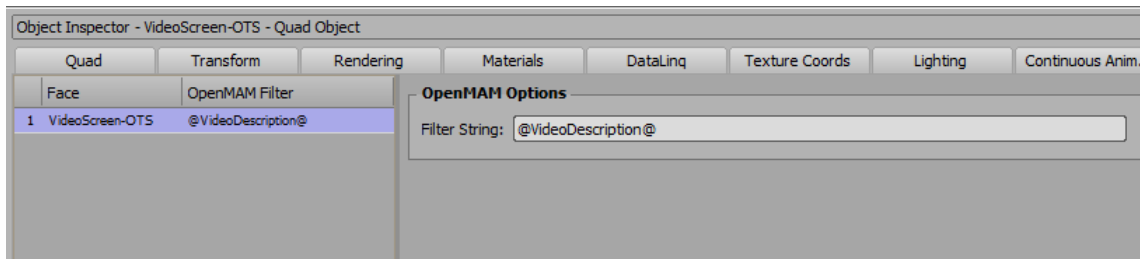 Object Inspector - VideoScreen-OTS - Quad Object
Quad Transform Rendering Materials DataLinq Texture Coords Lighting Continuous Anim.
Face OpenMAM Filter
1 VideoScreen-OTS @VideoDescription@
OpenMAM Options
Filter String: @VideoDescription@